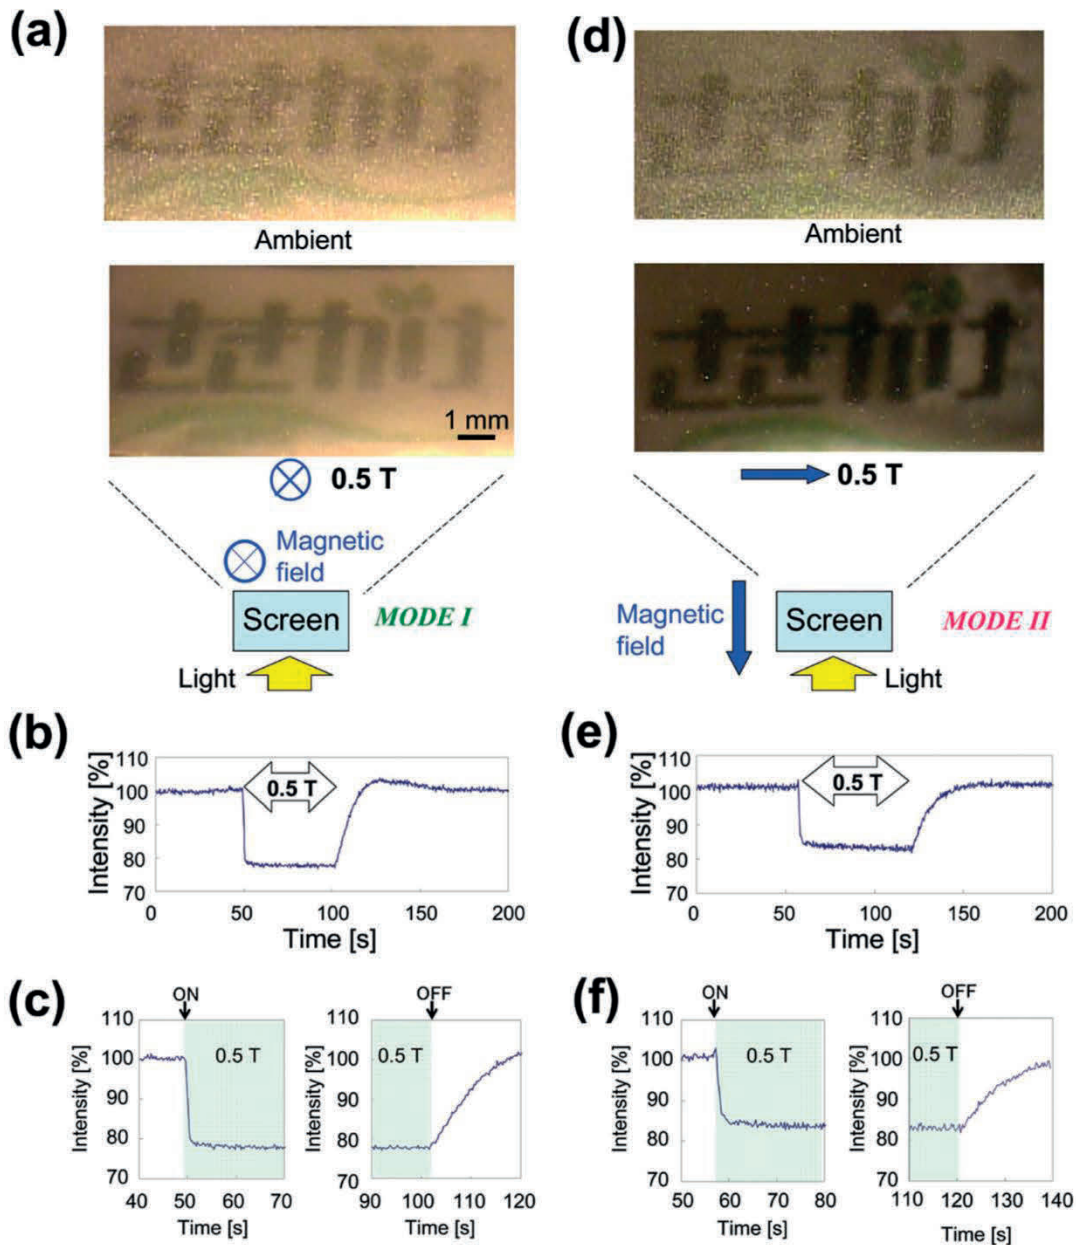 (a)
Ambient
1 mm
0.5 T
Magnetic
field
Screen
MODE I
Light
(d)
Ambient
0.5 T
Magnetic
field
Screen
MODE II
Light
(b)
Intensity [%]
110
100
90
80
70
0.5 T
0 50 100 150 200
Time [s]
(e)
Intensity [%]
110
100
90
80
70
0.5 T
0 50 100 150 200
Time [s]
(c)
ON
Intensity [%]
110
100
90
80
70
0.5 T
40 50 60 70
Time [s]
OFF
Intensity [%]
110
100
90
80
70
0.5 T
90 100 110 120
Time [s]
(f)
ON
Intensity [%]
110
100
90
80
70
0.5 T
50 60 70 80
Time [s]
OFF
Intensity [%]
110
100
90
80
70
0.5 T
110 120 130 140
Time [s]